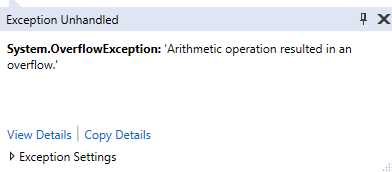 Exception Unhandled
System.OverflowException: 'Arithmetic operation resulted in an
overflow.'
View Details | Copy Details
Exception Settings